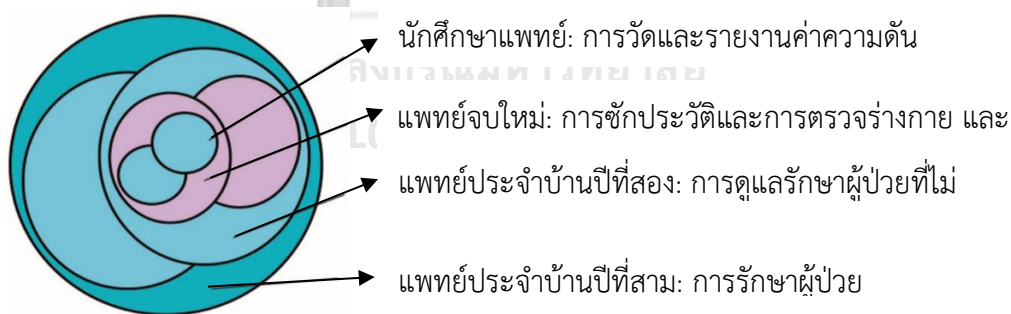 นักศึกษาแพทย์: การวัดและรายงานค่าความดัน
แพทย์จบใหม่: การซักประวัติและการตรวจร่างกาย และ
แพทย์ประจำบ้านปีที่สอง: การดูแลรักษาผู้ป่วยที่ไม่
แพทย์ประจำบ้านปีที่สาม: การรักษาผู้ป่วย